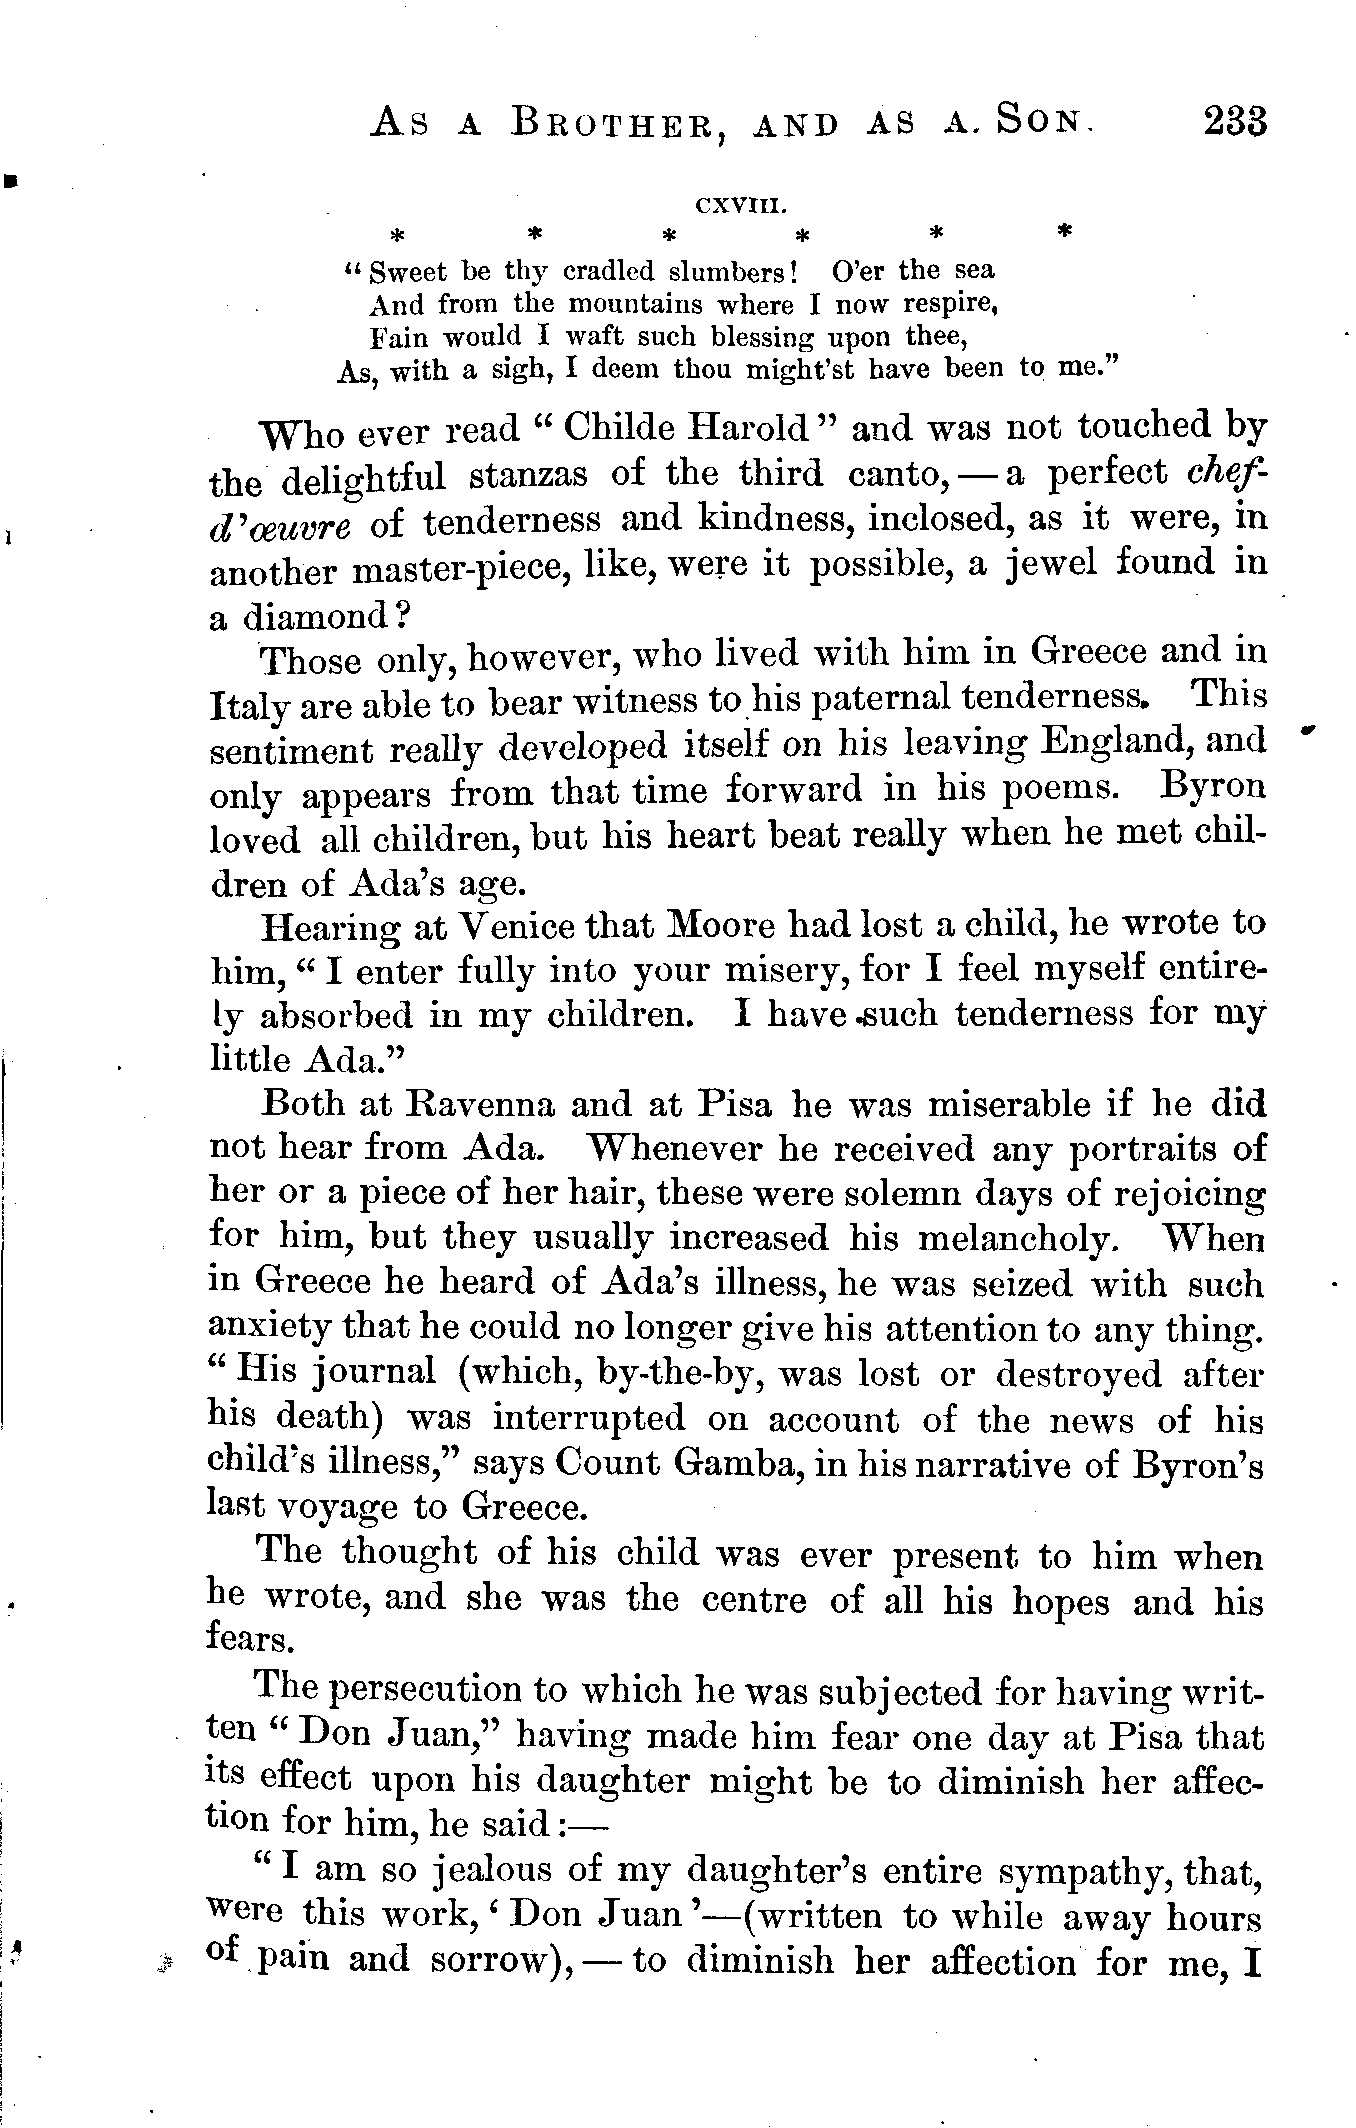 As a Brother, and as a. Son. 233
CXVIII.
* * * * * *
“Sweet be thy cradled slumbers! O’er the sea
And from the mountains where I now respire,
Fain would I waft such blessing upon thee,
As, with a sigh, I deem thou might’st have been to me.”
Who ever read “Childe Harold” and was not touched by
the delightful stanzas of the third canto,—a perfect chef-
d’œuvre of tenderness and kindness, inclosed, as it were, in
another master-piece, like, were it possible, a jewel found in
a diamond?
Those only, however, who lived with him in Greece and in
Italy are able to bear witness to his paternal tenderness. This
sentiment really developed itself on his leaving England, and
only appears from that time forward in his poems. Byron
loved all children, but his heart beat really when he met chil-
dren of Ada’s age.
Hearing at Venice that Moore had lost a child, he wrote to
him, “I enter fully into your misery, for I feel myself entire-
ly absorbed in my children. I have such tenderness for my
little Ada.”
Both at Ravenna and at Pisa he was miserable if he did
not hear from Ada. Whenever he received any portraits of
her or a piece of her hair, these were solemn days of rejoicing
for him, but they usually increased his melancholy. When
in Greece he heard of Ada’s illness, he was seized with such
anxiety that he could no longer give his attention to any thing.
“His journal (which, by-the-by, was lost or destroyed after
his death) was interrupted on account of the news of his
child’s illness,” says Count Gamba, in his narrative of Byron’s
last voyage to Greece.
The thought of his child was ever present to him when
he wrote, and she was the centre of all his hopes and his
fears.
The persecution to which he was subjected for having writ-
ten “Don Juan,” having made him fear one day at Pisa that
its effect upon his daughter might be to diminish her affec-
tion for him, he said:—
“I am so jealous of my daughter’s entire sympathy, that,
were this work, ‘Don Juan’—(written to while away hours
of pain and sorrow),—to diminish her affection for me, I